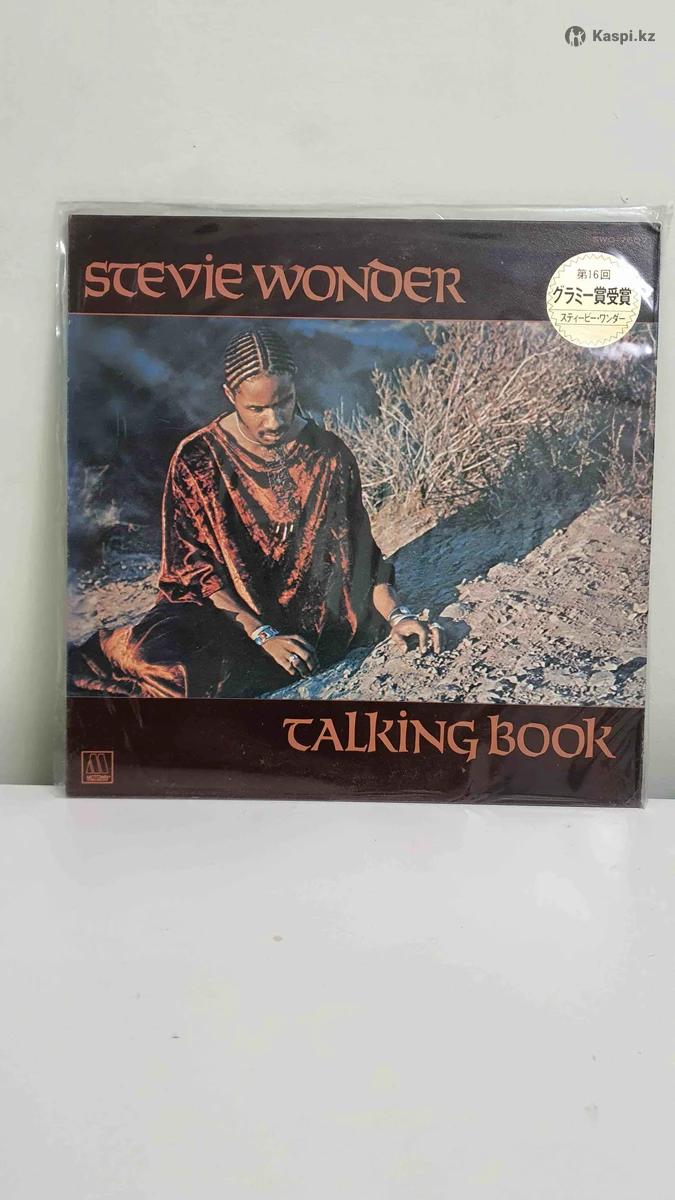 Kaspi.kz
STEVIE WONDER
第16回
グラミー賞受賞
スティービー・ワンダー
TALKING BOOK
MOTOWN